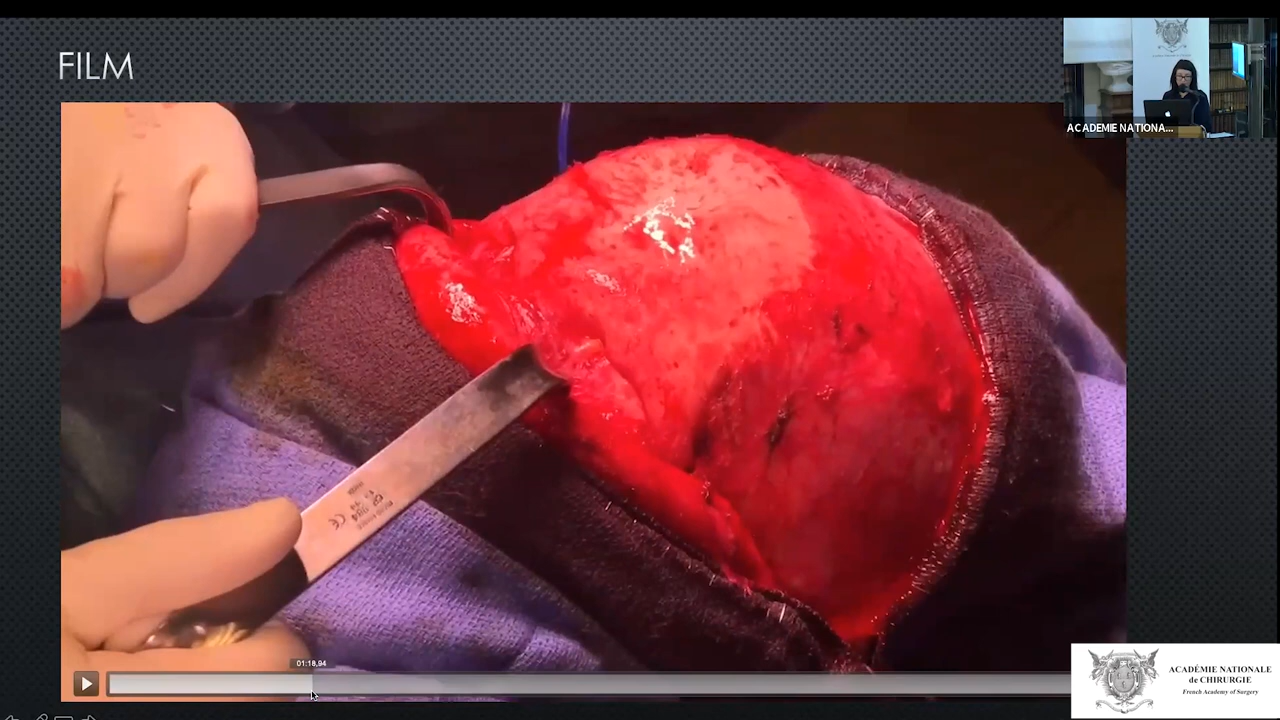 FILM
ACADEMIE NATIONA...
01:18,94
ACADÉMIE NATIONALE
de CHIRURGIE
French Academy of Surgery